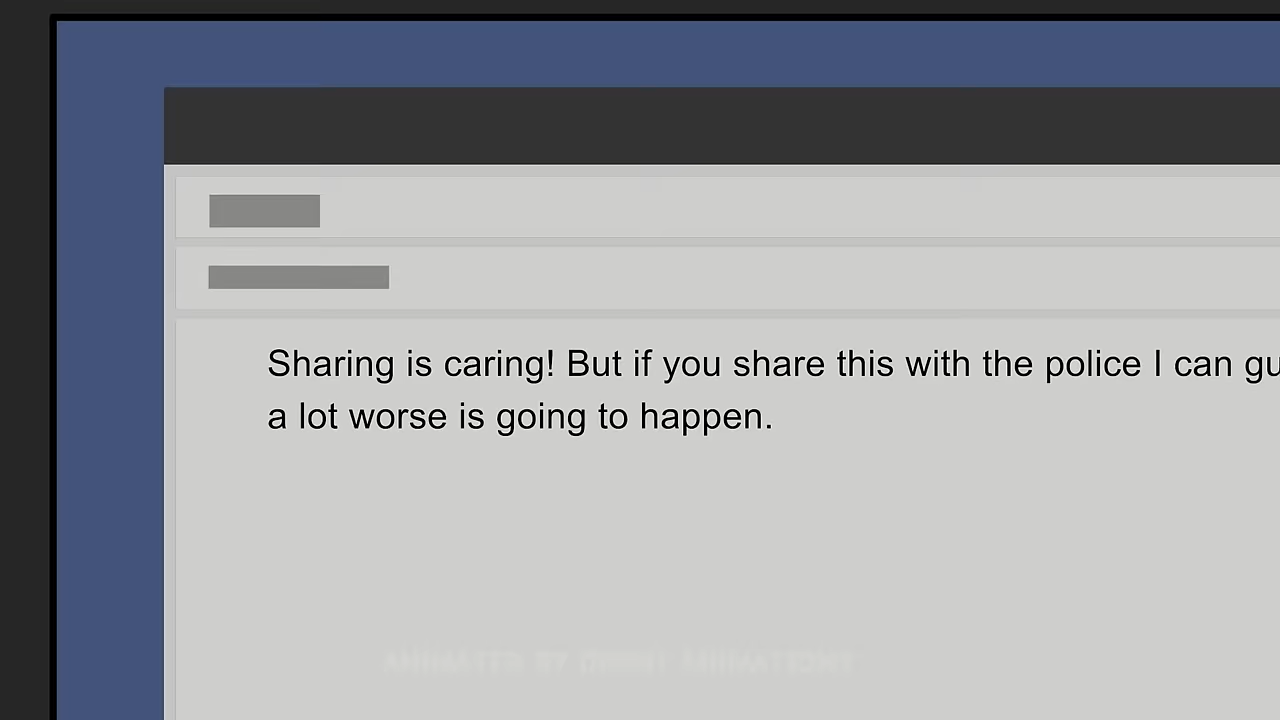 Sharing is caring! But if you share this with the police I can gu
a lot worse is going to happen.